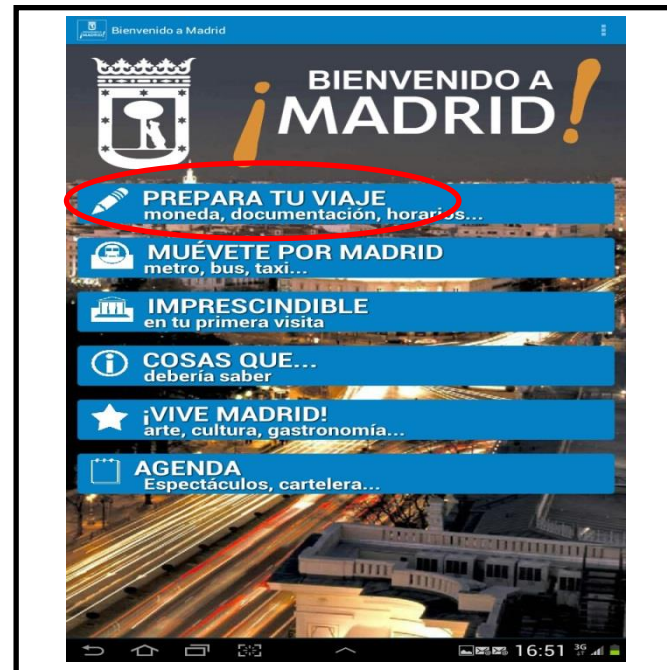 Bienvenido a Madrid
BIENVENIDO A
¡MADRID!
PREPARA TU VIAJE
moneda, documentación, horarios...
MUÉVETE POR MADRID
metro, bus, taxi...
IMPRESCINDIBLE
en tu primera visita
COSAS QUE...
debería saber
¡VIVE MADRID!
arte, cultura, gastronomía...
AGENDA
Espectáculos, cartelera...
16:51 3G